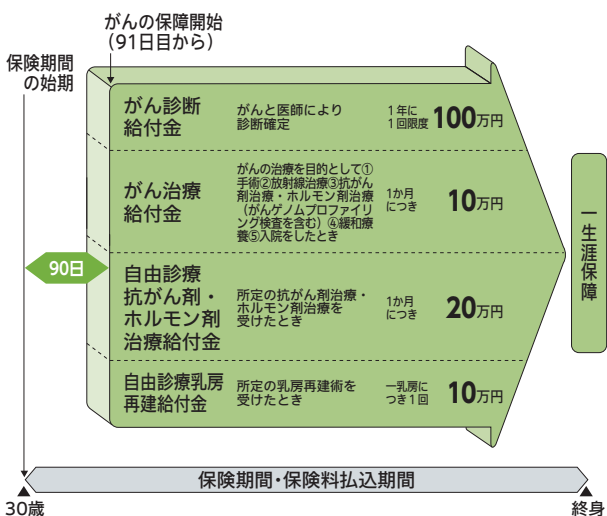 がんの保障開始
（91日目から）
保険期間
の始期
がん診断
給付金
がんと医師により
診断確定
1年に
1回限度
100万円
がん治療
給付金
がんの治療を目的として①
手術②放射線治療③抗がん
剤治療・ホルモン剤治療
（がんゲノムプロファイリ
ング検査を含む）④緩和療
養⑤入院をしたとき
1か月
につき
10万円
90日
自由診療
抗がん剤・
ホルモン剤
治療給付金
所定の抗がん剤治療・
ホルモン剤治療を
受けたとき
1か月
につき
20万円
自由診療乳房
再建給付金
所定の乳房再建術を
受けたとき
一乳房に
つき1回
10万円
一生涯保障
保険期間・保険料払込期間
30歳
終身